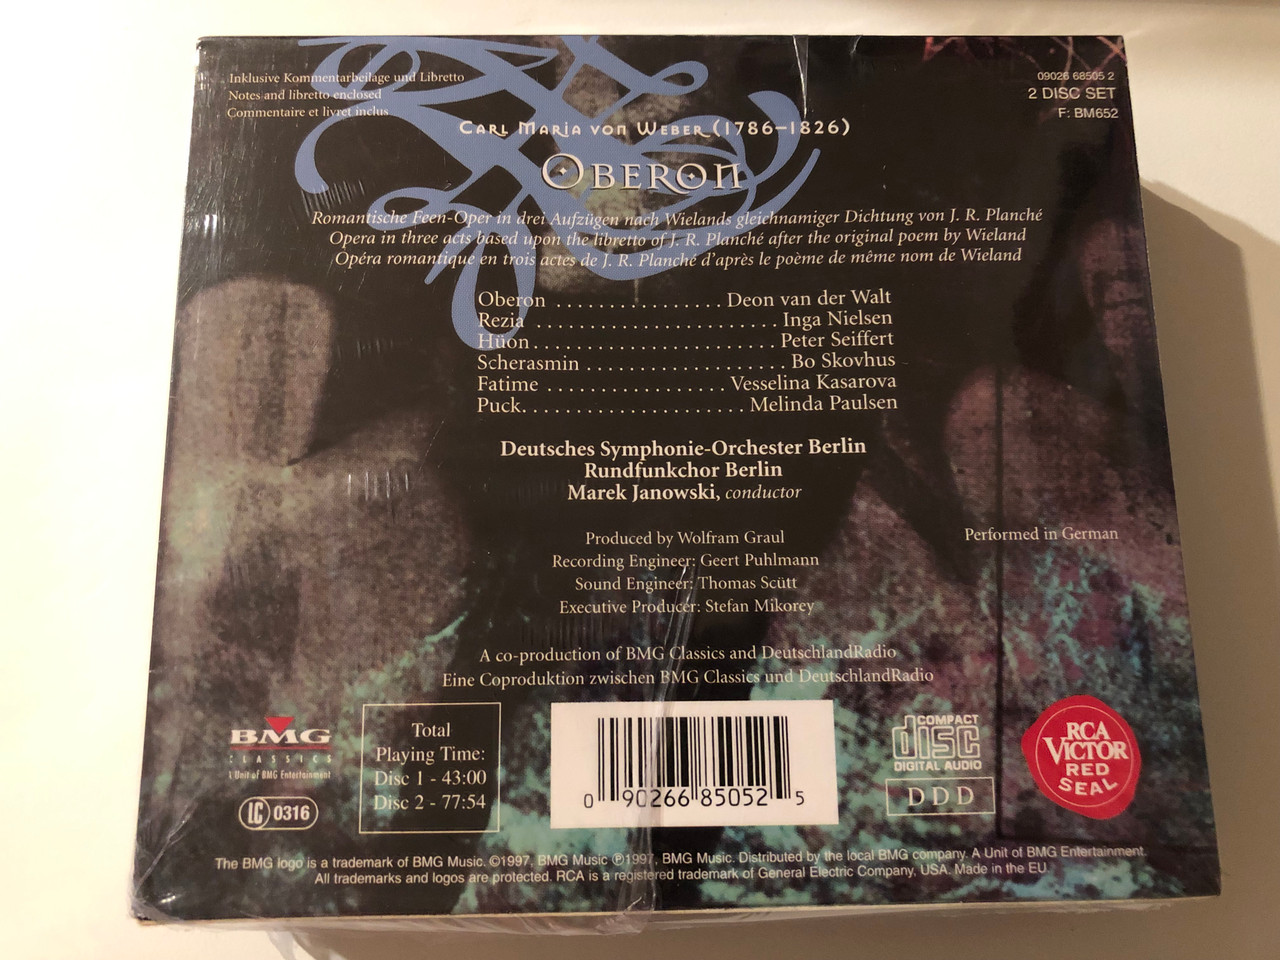 Inklusive Kommentarbeilage und Libretto
Notes and libretto enclosed
Commentaire et livret inclus
09026 68505 2
2 DISC SET
F: BM652
Carl Maria von Weber (1786–1826)
Oberon
Romantische Feen-Oper in drei Aufzügen nach Wielands gleichnamiger Dichtung von J. R. Planché
Opera in three acts based upon the libretto of J. R. Planché after the original poem by Wieland
Opéra romantique en trois actes de J. R. Planché d'après le poème de même nom de Wieland
Oberon ................ Deon van der Walt
Rezia ....................... Inga Nielsen
Hüon....................... Peter Seiffert
Scherasmin .................... Bo Skovhus
Fatime ................. Vesselina Kasarova
Puck..................... Melinda Paulsen
Deutsches Symphonie-Orchester Berlin
Rundfunkchor Berlin
Marek Janowski, conductor
Produced by Wolfram Graul
Recording Engineer: Geert Puhlmann
Sound Engineer: Thomas Scütt
Executive Producer: Stefan Mikorey
Performed in German
A co-production of BMG Classics and DeutschlandRadio
Eine Coproduktion zwischen BMG Classics und DeutschlandRadio
BMG
CLASSICS
A Unit of BMG Entertainment
LC 0316
Total
Playing Time:
Disc 1 - 43:00
Disc 2 - 77:54
0 90266 85052 5
COMPACT
disc
DIGITAL AUDIO
DDD
RCA
VICTOR
RED
SEAL
The BMG logo is a trademark of BMG Music. ©1997, BMG Music ℗1997, BMG Music. Distributed by the local BMG company. A Unit of BMG Entertainment.
All trademarks and logos are protected. RCA is a registered trademark of General Electric Company, USA. Made in the EU.